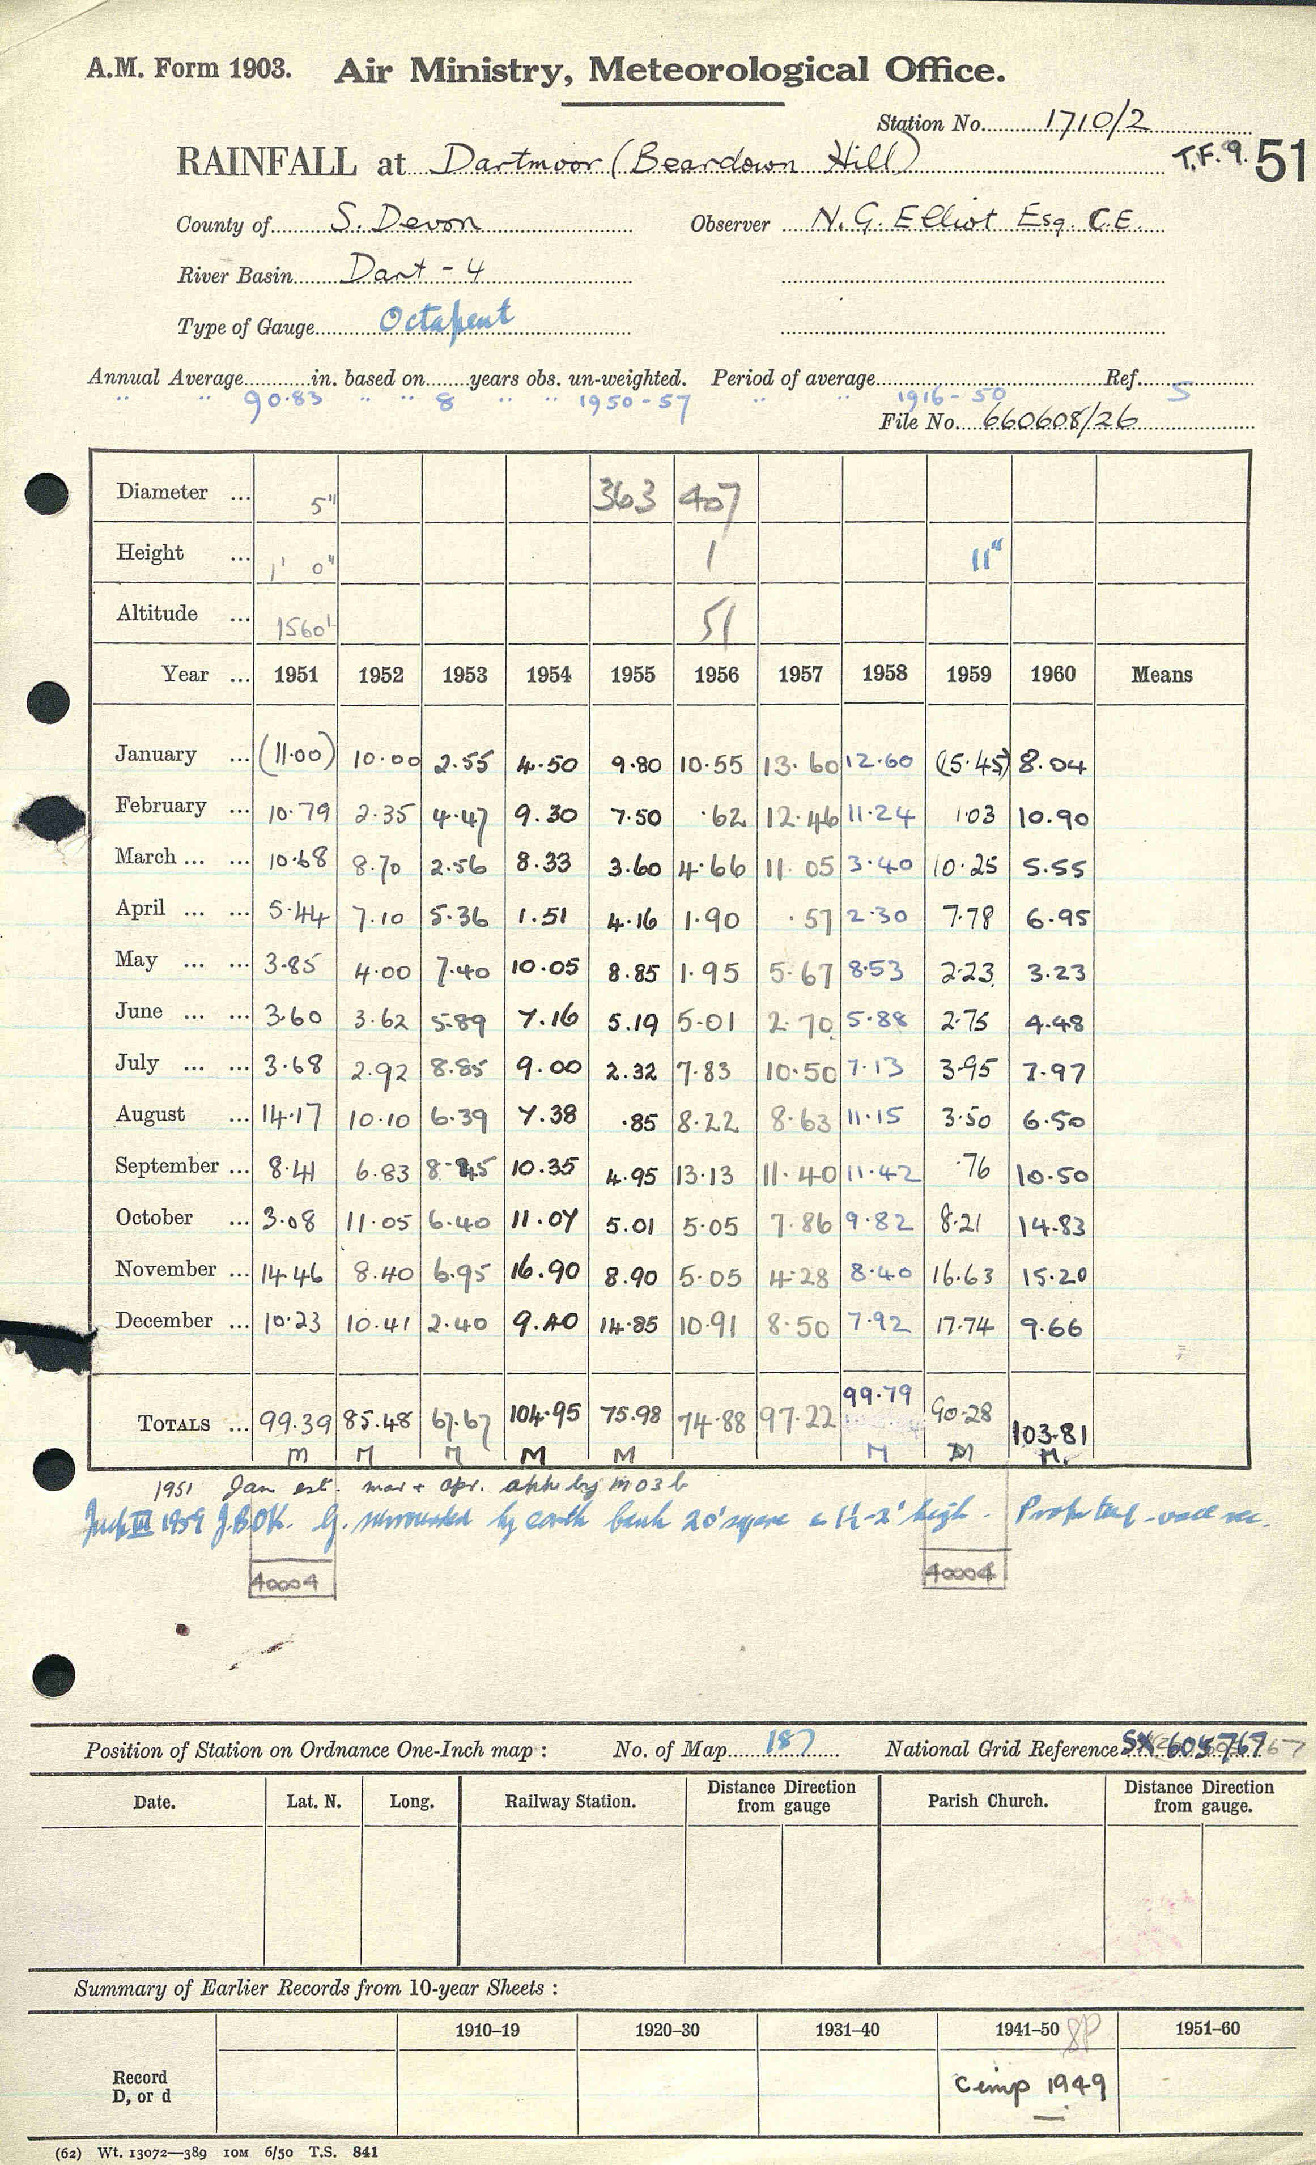 A.M. Form 1903. Air Ministry, Meteorological Office.
Station No. 1710/2
RAINFALL at Dartmoor (Beardown Hill) T.F.9. 51
County of S. Devon Observer N. G. Elliot Esq. C.E.
River Basin Dart - 4
Type of Gauge Octapent
Annual Average in. based on years obs. un-weighted. Period of average Ref.
" " 90.83 " " 8 " " 1950-57 " " 1916-50 5
File No. 660608/26
Diameter ... 5" 363 407
Height ... 1' 0" 1 11"
Altitude ... 1560' 51
Year ... 1951 1952 1953 1954 1955 1956 1957 1958 1959 1960 Means
January ... (11.00) 10.00 2.55 4.50 9.80 10.55 13.60 12.60 (15.45) 8.04
February ... 10.79 2.35 4.47 9.30 7.50 .62 12.46 11.24 1.03 10.90
March ... ... 10.68 8.70 2.56 8.33 3.60 4.66 11.05 3.40 10.25 5.55
April ... ... 5.44 7.10 5.36 1.51 4.16 1.90 .57 2.30 7.78 6.95
May ... ... 3.85 4.00 7.40 10.05 8.85 1.95 5.67 8.53 2.23 3.23
June ... ... 3.60 3.62 5.89 7.16 5.19 5.01 2.70 5.88 2.75 4.48
July ... ... 3.68 2.92 8.85 9.00 2.32 7.83 10.50 7.13 3.95 7.97
August ... 14.17 10.10 6.39 7.38 .85 8.22 8.63 11.15 3.50 6.50
September ... 8.41 6.83 8.45 10.35 4.95 13.13 11.40 11.42 .76 10.50
October ... 3.08 11.05 6.40 11.07 5.01 5.05 7.86 9.82 8.21 14.83
November ... 14.46 8.40 6.95 16.90 8.90 5.05 4.28 8.40 16.63 15.20
December ... 10.23 10.41 2.40 9.40 14.85 10.91 8.50 7.92 17.74 9.66
TOTALS ... 99.39 85.48 67.67 104.95 75.98 74.88 97.22 99.79 90.28 103.81
M M M M M M M M.
1951 Jan est. mar + apr. by M03b
III 1959 J.B.OK. G. surrounded by earth bank 20' square & 1½-2' high.
40004 40004
Position of Station on Ordnance One-Inch map : No. of Map 187 National Grid Reference SX 605 767
Date. Lat. N. Long. Railway Station. Distance Direction from gauge Parish Church. Distance Direction from gauge.
Summary of Earlier Records from 10-year Sheets :
1910–19 1920–30 1931–40 1941–50 8P 1951–60
Record
D, or d
1949
(62) Wt. 13072—389 10M 6/50 T.S. 841